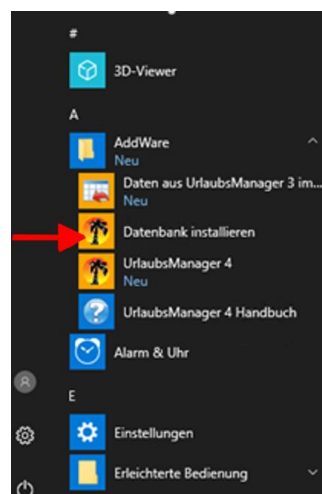 #
3D-Viewer
A
AddWare
Neu
Daten aus UrlaubsManager 3 im...
Neu
Datenbank installieren
UrlaubsManager 4
Neu
UrlaubsManager 4 Handbuch
Alarm & Uhr
E
Einstellungen
Erleichterte Bedienung